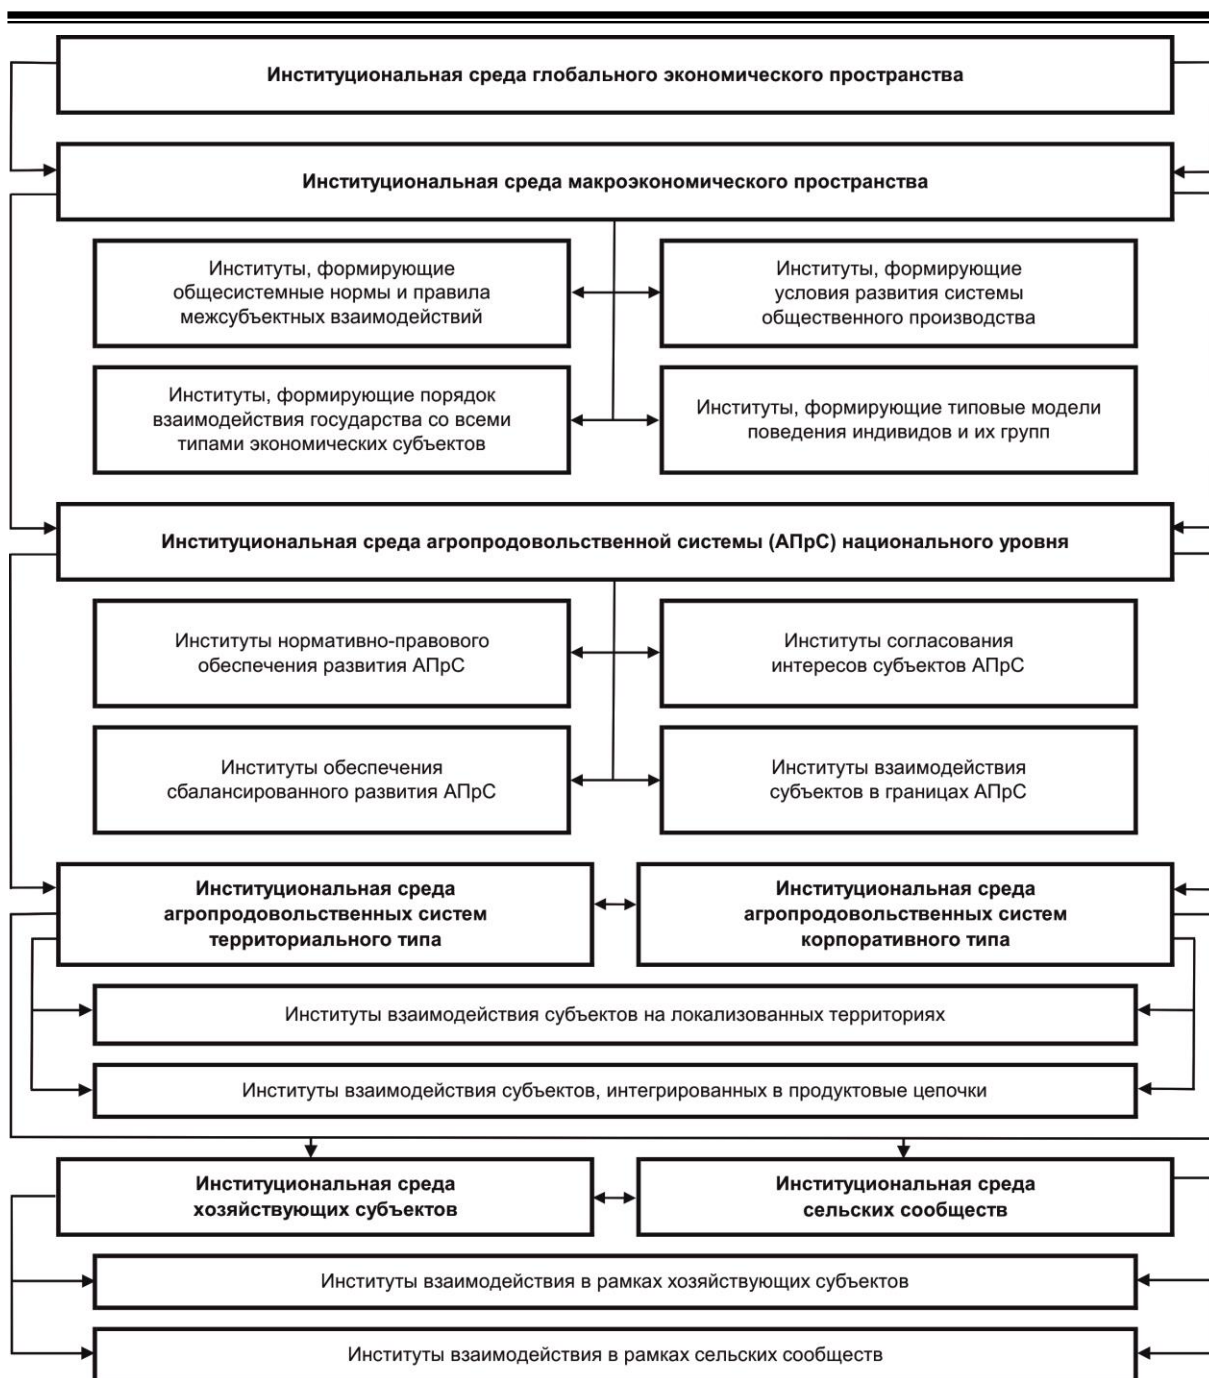 Институциональная среда глобального экономического пространства
Институциональная среда макроэкономического пространства
Институты, формирующие
общесистемные нормы и правила
межсубъектных взаимодействий
Институты, формирующие
условия развития системы
общественного производства
Институты, формирующие порядок
взаимодействия государства со всеми
типами экономических субъектов
Институты, формирующие типовые модели
поведения индивидов и их групп
Институциональная среда агропродовольственной системы (АПрС) национального уровня
Институты нормативно-правового
обеспечения развития АПрС
Институты согласования
интересов субъектов АПрС
Институты обеспечения
сбалансированного развития АПрС
Институты взаимодействия
субъектов в границах АПрС
Институциональная среда
агропродовольственных систем
территориального типа
Институциональная среда
агропродовольственных систем
корпоративного типа
Институты взаимодействия субъектов на локализованных территориях
Институты взаимодействия субъектов, интегрированных в продуктовые цепочки
Институциональная среда
хозяйствующих субъектов
Институциональная среда
сельских сообществ
Институты взаимодействия в рамках хозяйствующих субъектов
Институты взаимодействия в рамках сельских сообществ